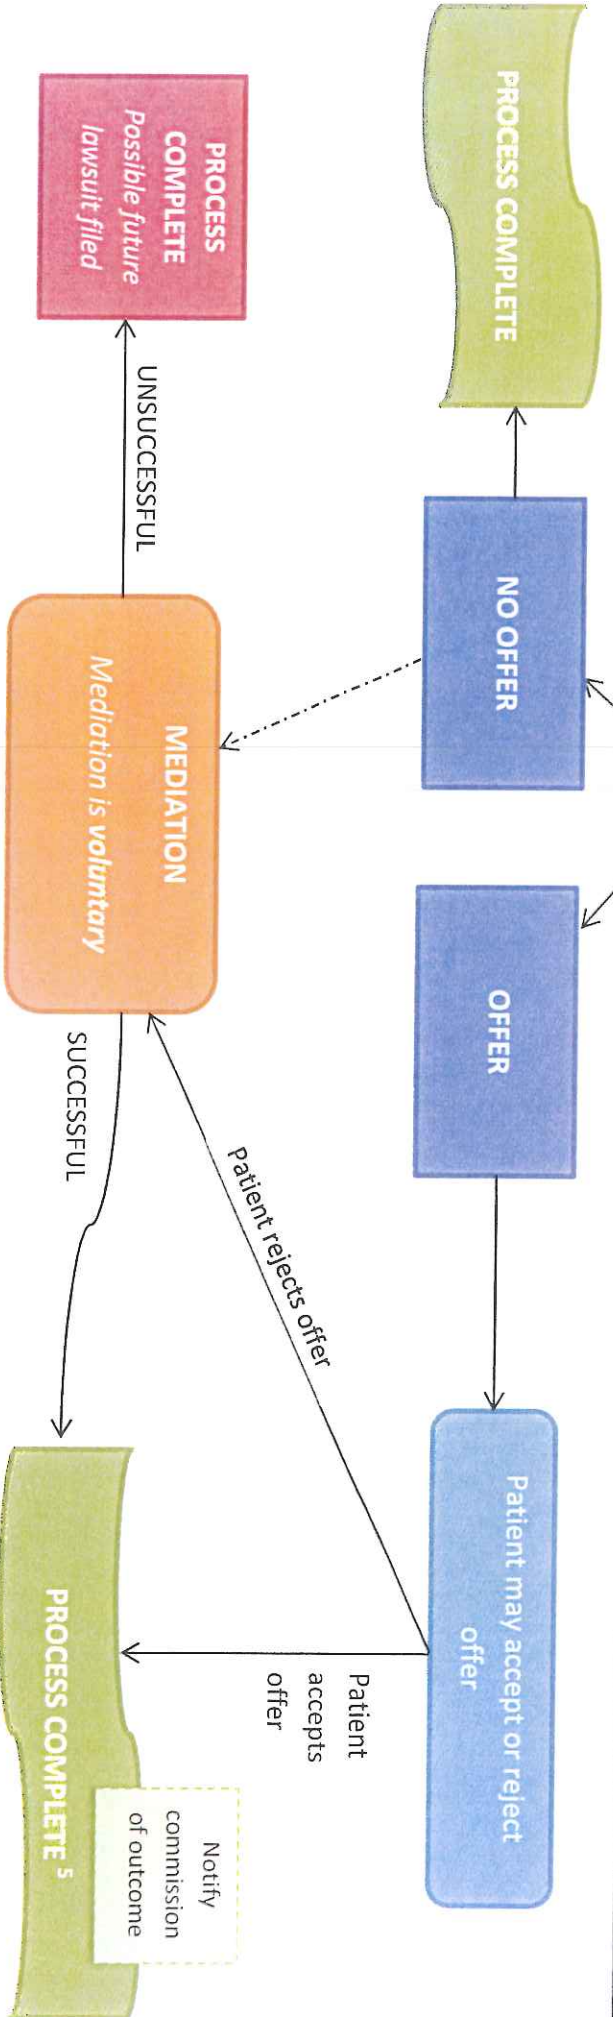 PROCESS COMPLETE
NO OFFER
OFFER
Patient may accept or reject
offer
Patient rejects offer
Patient
accepts
offer
UNSUCCESSFUL
PROCESS
COMPLETE
Possible future
lawsuit filed
MEDIATION
Mediation is voluntary
SUCCESSFUL
Notify
commission
of outcome
PROCESS COMPLETE 5